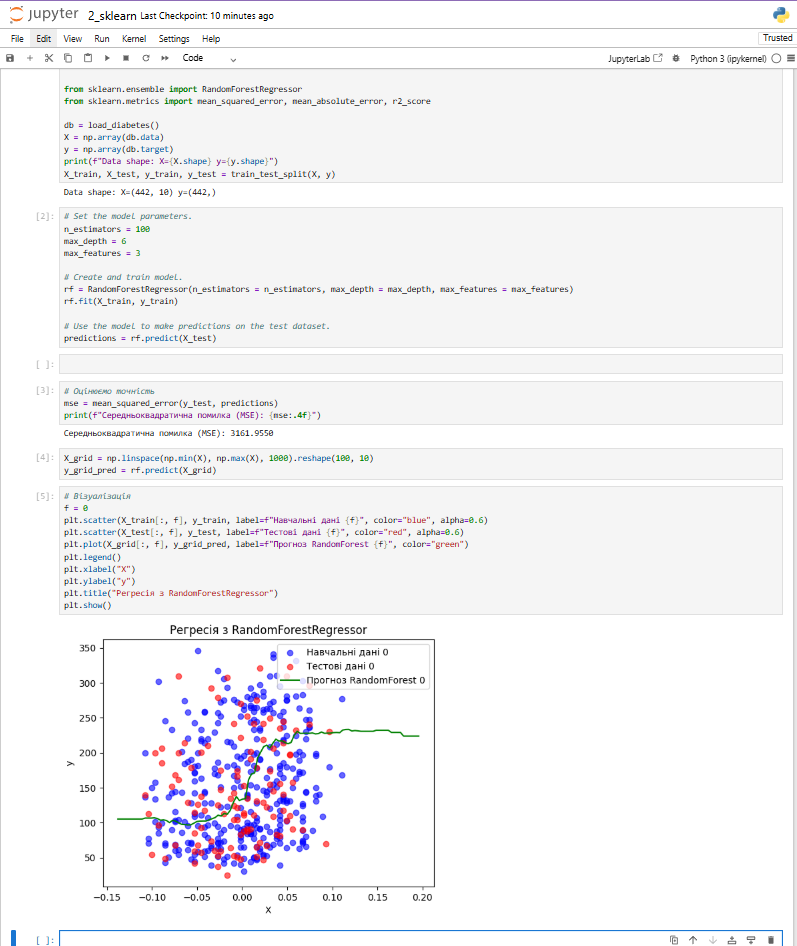 jupyter 2_sklearn Last Checkpoint: 10 minutes ago
File Edit View Run Kernel Settings Help Trusted
Code JupyterLab Python 3 (ipykernel)
from sklearn.ensemble import RandomForestRegressor
from sklearn.metrics import mean_squared_error, mean_absolute_error, r2_score
db = load_diabetes()
X = np.array(db.data)
y = np.array(db.target)
print(f"Data shape: X={X.shape} y={y.shape}")
X_train, X_test, y_train, y_test = train_test_split(X, y)
Data shape: X=(442, 10) y=(442,)
[2]: # Set the model parameters.
n_estimators = 100
max_depth = 6
max_features = 3
# Create and train model.
rf = RandomForestRegressor(n_estimators = n_estimators, max_depth = max_depth, max_features = max_features)
rf.fit(X_train, y_train)
# Use the model to make predictions on the test dataset.
predictions = rf.predict(X_test)
[ ]:
[3]: # Оцінюємо точність
mse = mean_squared_error(y_test, predictions)
print(f"Середньоквадратична помилка (MSE): {mse:.4f}")
Середньоквадратична помилка (MSE): 3161.9550
[4]: X_grid = np.linspace(np.min(X), np.max(X), 1000).reshape(100, 10)
y_grid_pred = rf.predict(X_grid)
[5]: # Візуалізація
f = 0
plt.scatter(X_train[:, f], y_train, label=f"Навчальні дані {f}", color="blue", alpha=0.6)
plt.scatter(X_test[:, f], y_test, label=f"Тестові дані {f}", color="red", alpha=0.6)
plt.plot(X_grid[:, f], y_grid_pred, label=f"Прогноз RandomForest {f}", color="green")
plt.legend()
plt.xlabel("X")
plt.ylabel("y")
plt.title("Регресія з RandomForestRegressor")
plt.show()
Регресія з RandomForestRegressor
Навчальні дані 0
Тестові дані 0
Прогноз RandomForest 0
350
300
250
200
150
100
50
y
−0.15 −0.10 −0.05 0.00 0.05 0.10 0.15 0.20
X
[ ]: